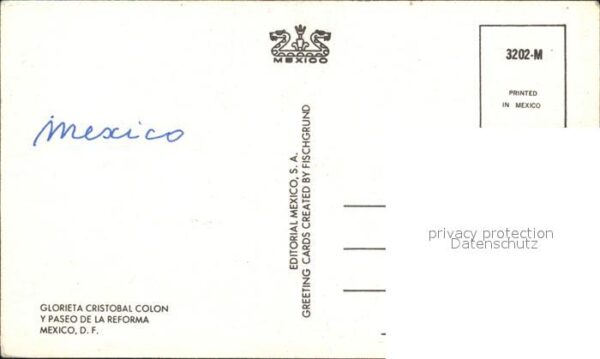 MEXICO
3202-M
PRINTED
IN MEXICO
Mexico
EDITORIAL MEXICO, S. A.
GREETING CARDS CREATED BY FISCHGRUND
privacy protection
Datenschutz
GLORIETA CRISTOBAL COLON
Y PASEO DE LA REFORMA
MEXICO, D. F.